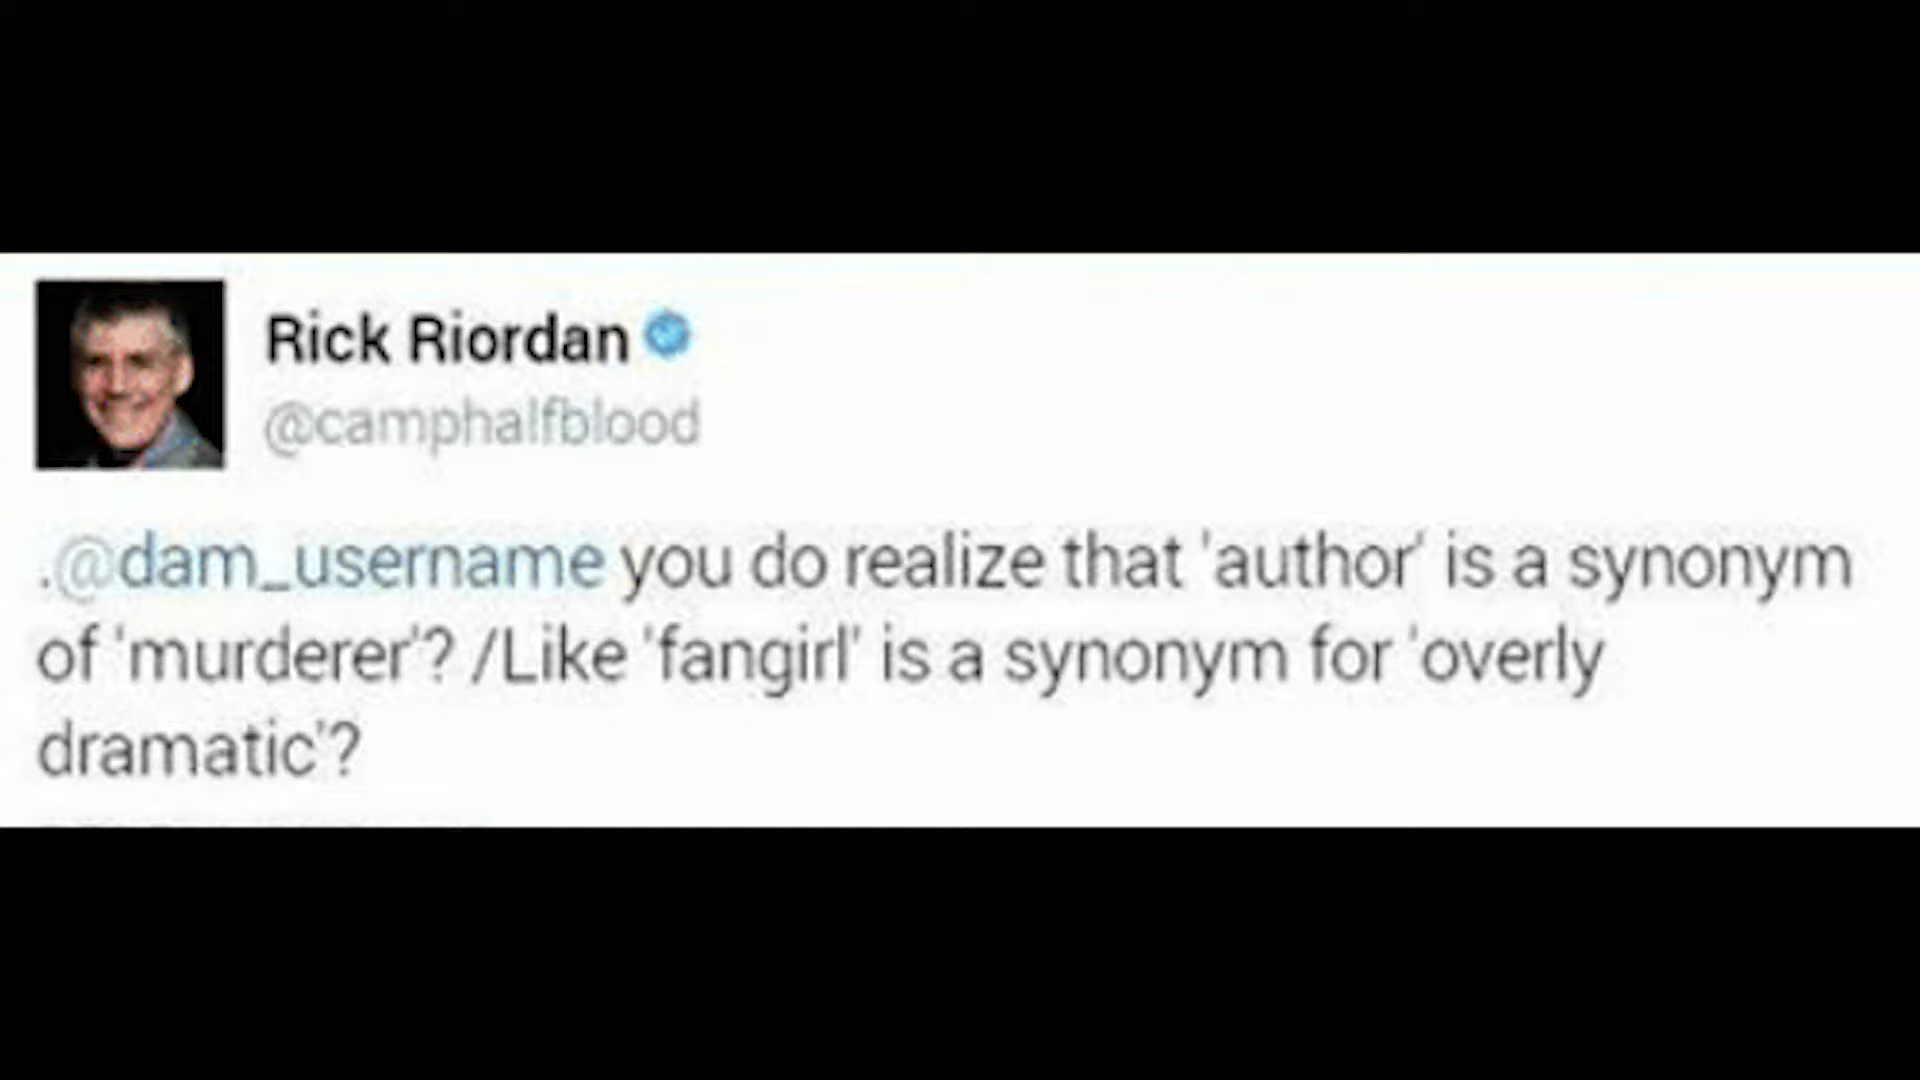 Rick Riordan
@camphalfblood
.@dam_username you do realize that 'author' is a synonym
of 'murderer'? /Like 'fangirl' is a synonym for 'overly
dramatic'?